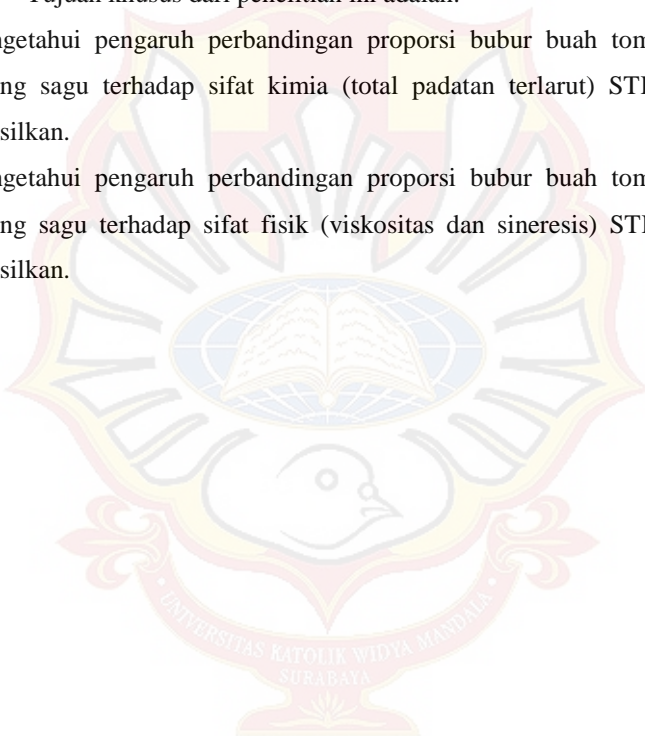 Tujuan khusus dari penelitian ini adalah:
ngetahui pengaruh perbandingan proporsi bubur buah tom
ng sagu terhadap sifat kimia (total padatan terlarut) STI
silkan.
ngetahui pengaruh perbandingan proporsi bubur buah tom
ng sagu terhadap sifat fisik (viskositas dan sineresis) STI
silkan.
UNIVERSITAS KATOLIK WIDYA MANDALA
SURABAYA